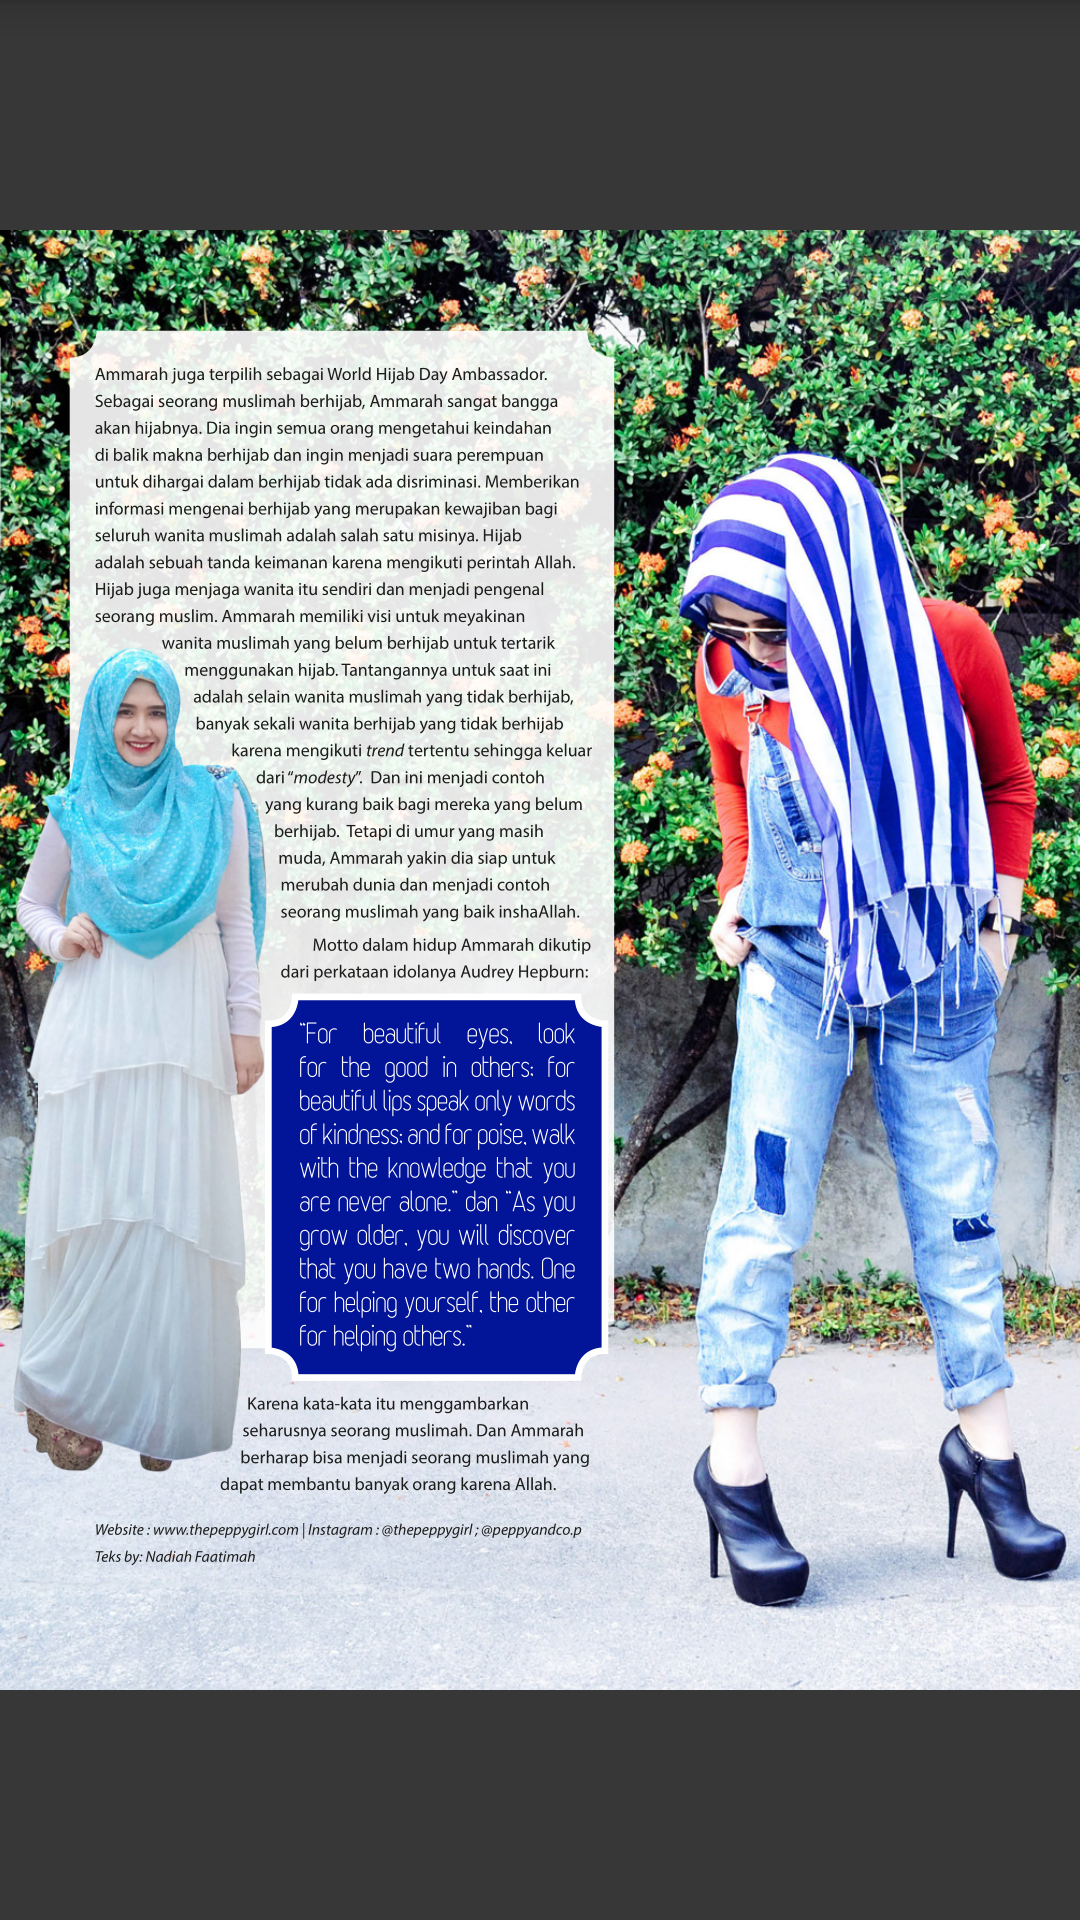 Ammarah juga terpilih sebagai World Hijab Day Ambassador.
Sebagai seorang muslimah berhijab, Ammarah sangat bangga
akan hijabnya. Dia ingin semua orang mengetahui keindahan
di balik makna berhijab dan ingin menjadi suara perempuan
untuk dihargai dalam berhijab tidak ada disriminasi. Memberikan
informasi mengenai berhijab yang merupakan kewajiban bagi
seluruh wanita muslimah adalah salah satu misinya. Hijab
adalah sebuah tanda keimanan karena mengikuti perintah Allah.
Hijab juga menjaga wanita itu sendiri dan menjadi pengenal
seorang muslim. Ammarah memiliki visi untuk meyakinan
wanita muslimah yang belum berhijab untuk tertarik
menggunakan hijab. Tantangannya untuk saat ini
adalah selain wanita muslimah yang tidak berhijab,
banyak sekali wanita berhijab yang tidak berhijab
karena mengikuti trend tertentu sehingga keluar
dari “modesty”. Dan ini menjadi contoh
yang kurang baik bagi mereka yang belum
berhijab. Tetapi di umur yang masih
muda, Ammarah yakin dia siap untuk
merubah dunia dan menjadi contoh
seorang muslimah yang baik inshaAllah.
Motto dalam hidup Ammarah dikutip
dari perkataan idolanya Audrey Hepburn:
“For beautiful eyes, look
for the good in others; for
beautiful lips speak only words
of kindness; and for poise, walk
with the knowledge that you
are never alone.” dan “As you
grow older, you will discover
that you have two hands. One
for helping yourself, the other
for helping others.”
Karena kata-kata itu menggambarkan
seharusnya seorang muslimah. Dan Ammarah
berharap bisa menjadi seorang muslimah yang
dapat membantu banyak orang karena Allah.
Website : www.thepeppygirl.com | Instagram : @thepeppygirl ; @peppyandco.p
Teks by: Nadiah Faatimah